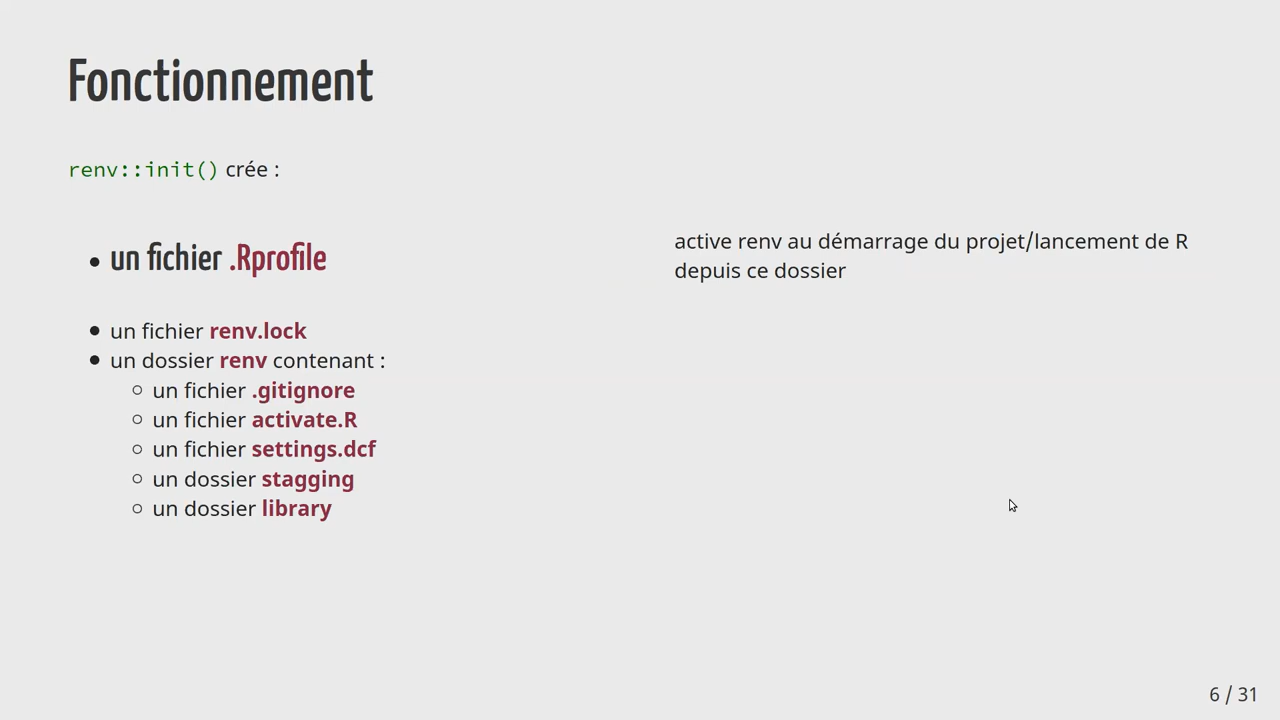 Fonctionnement
renv::init() crée :
• un fichier .Rprofile
active renv au démarrage du projet/lancement de R
depuis ce dossier
• un fichier renv.lock
• un dossier renv contenant :
○ un fichier .gitignore
○ un fichier activate.R
○ un fichier settings.dcf
○ un dossier stagging
○ un dossier library
6 / 31